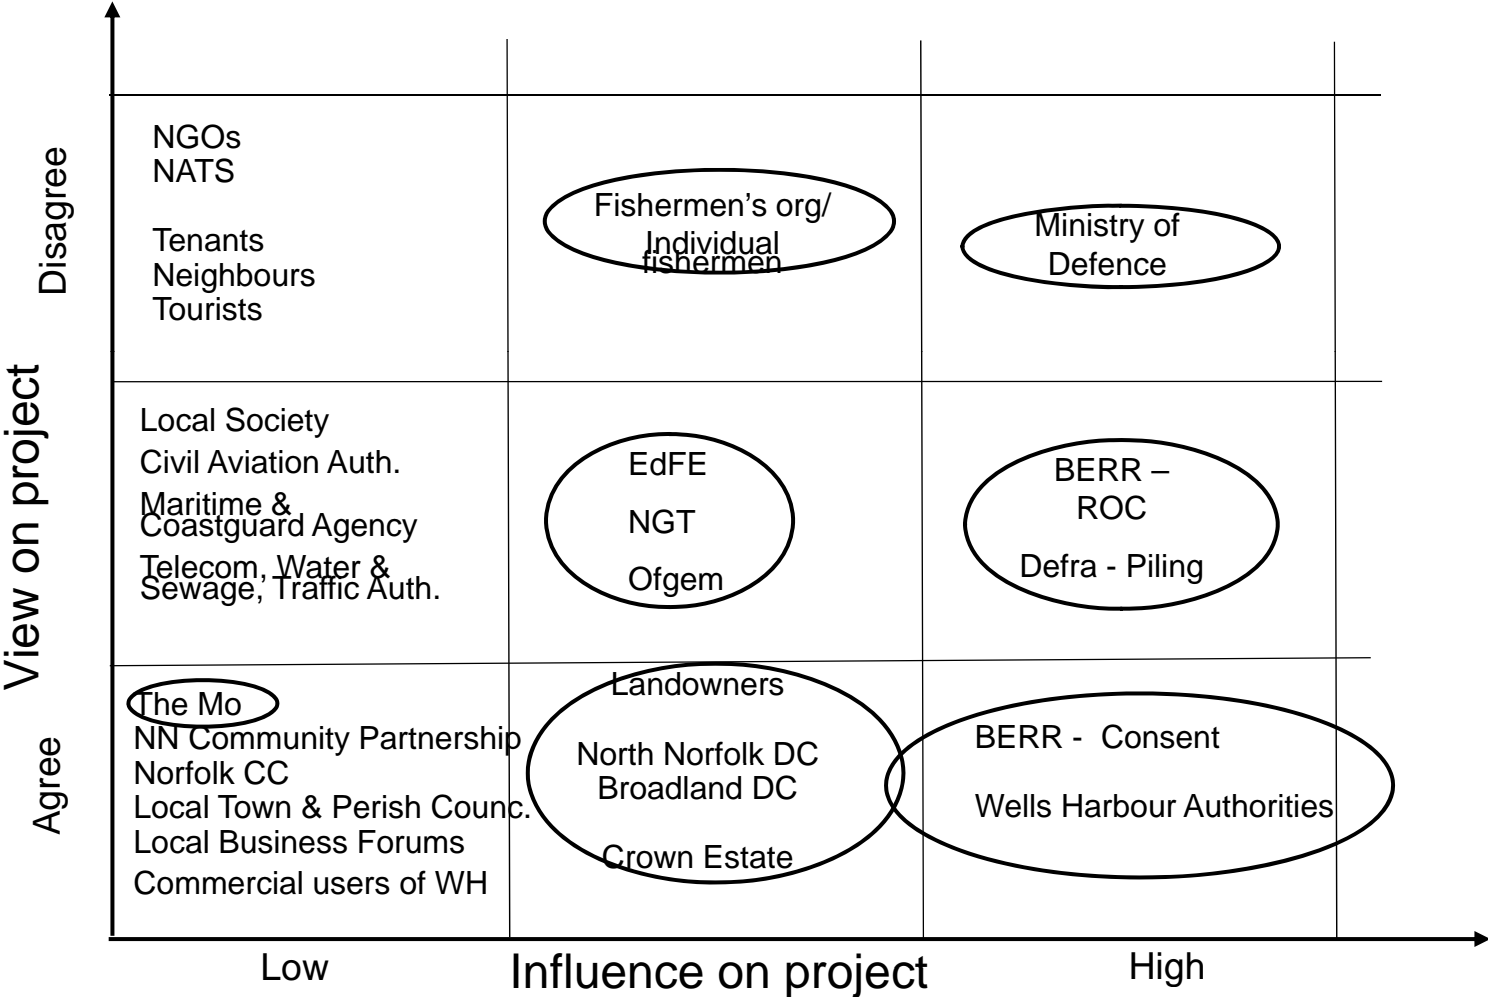 Disagree
View on project
Agree
NGOs
NATS
Tenants
Neighbours
Tourists
Fishermen’s org/
Individual
fishermen
Ministry of
Defence
Local Society
Civil Aviation Auth.
Maritime &
Coastguard Agency
Telecom, Water &
Sewage, Traffic Auth.
EdFE
NGT
Ofgem
BERR –
ROC
Defra - Piling
The Mo
NN Community Partnership
Norfolk CC
Local Town & Perish Counc.
Local Business Forums
Commercial users of WH
Landowners
North Norfolk DC
Broadland DC
Crown Estate
BERR -  Consent
Wells Harbour Authorities
Low
Influence on project
High